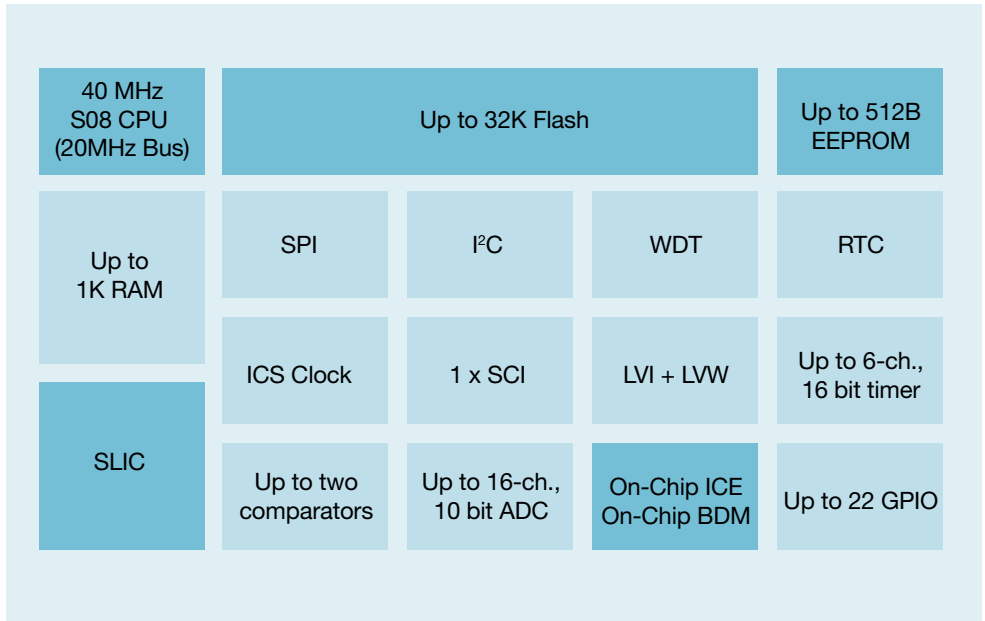 40 MHz
S08 CPU
(20MHz Bus)
Up to 32K Flash
Up to 512B
EEPROM
Up to
1K RAM
SPI
I²C
WDT
RTC
ICS Clock
1 x SCI
LVI + LVW
Up to 6-ch.,
16 bit timer
SLIC
Up to two
comparators
Up to 16-ch.,
10 bit ADC
On-Chip ICE
On-Chip BDM
Up to 22 GPIO